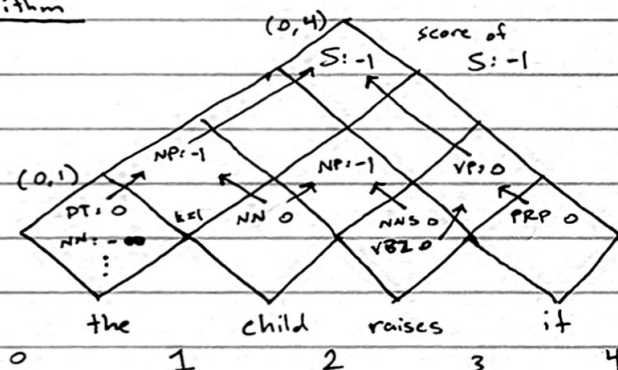 ithm
(0,4)
score of
S: -1
S: -1
NP: -1
NP: -1
VP: 0
(0,1)
DT: 0
k=1
NN 0
NNS 0
PRP 0
NN: -∞
VBZ 0
⋮
the child raises it
0 1 2 3 4